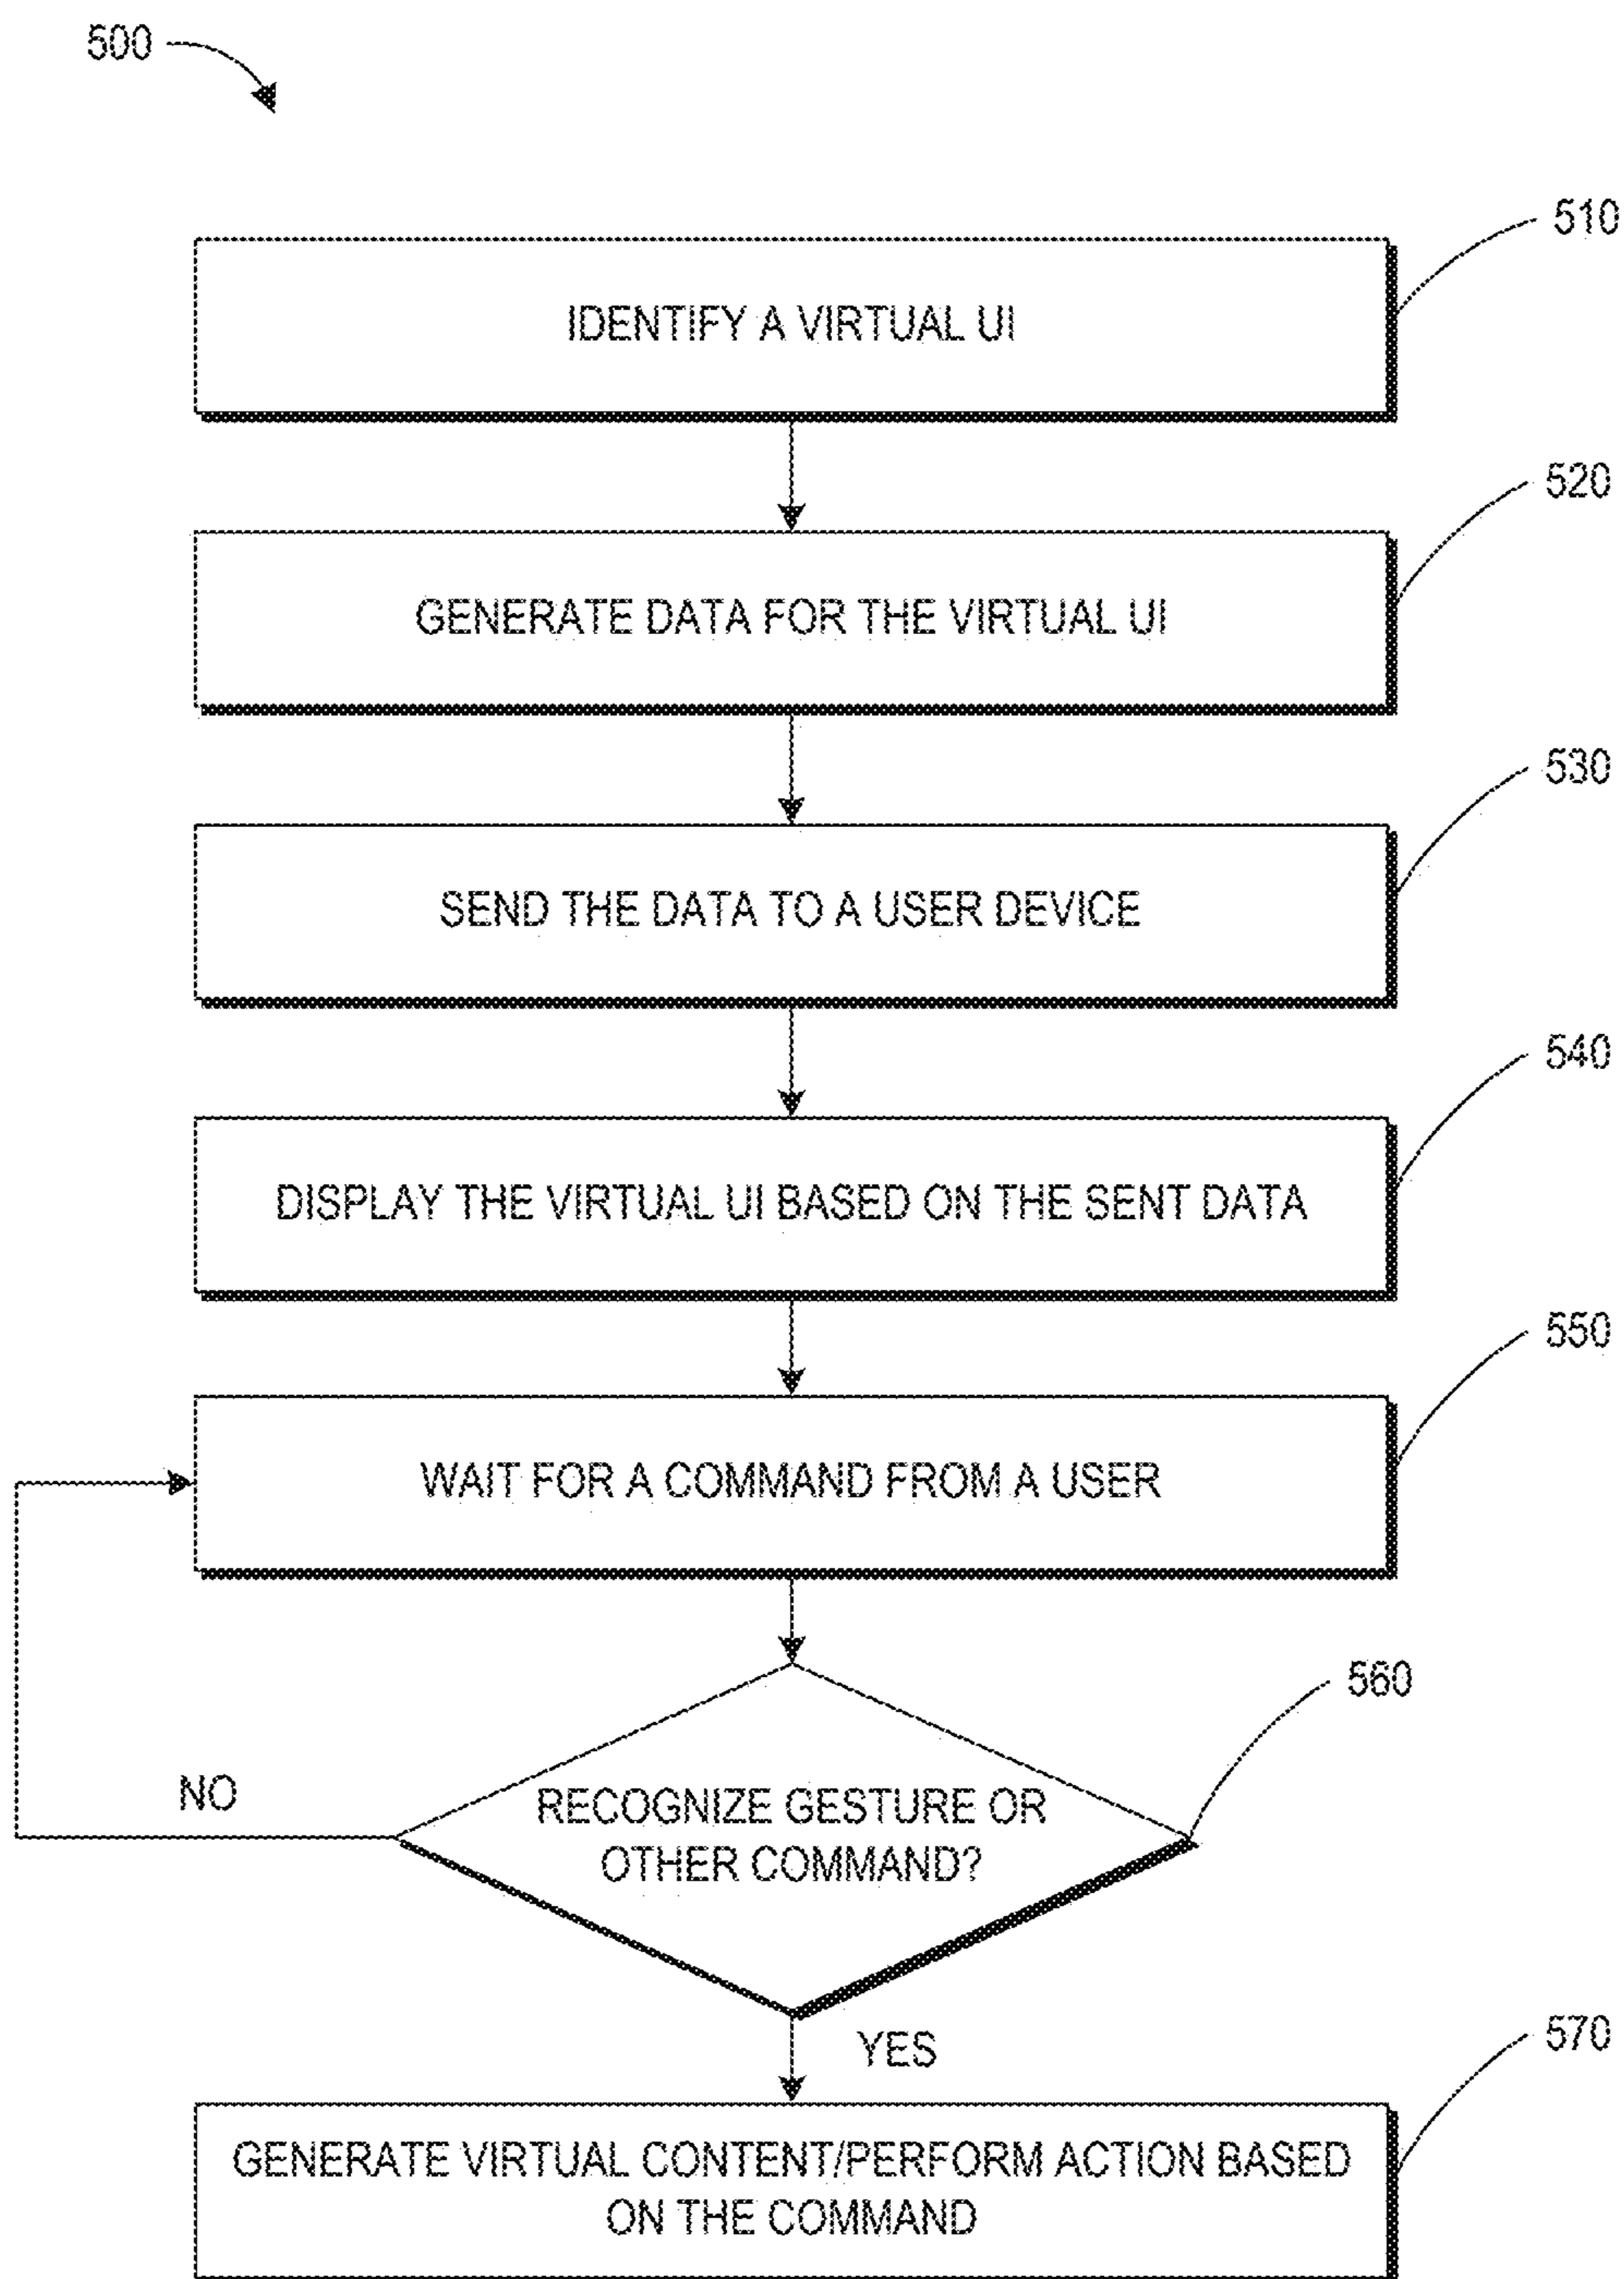 500
510
IDENTIFY A VIRTUAL UI
520
GENERATE DATA FOR THE VIRTUAL UI
530
SEND THE DATA TO A USER DEVICE
540
DISPLAY THE VIRTUAL UI BASED ON THE SENT DATA
550
WAIT FOR A COMMAND FROM A USER
560
NO
RECOGNIZE GESTURE OR
OTHER COMMAND?
YES
570
GENERATE VIRTUAL CONTENT/PERFORM ACTION BASED
ON THE COMMAND